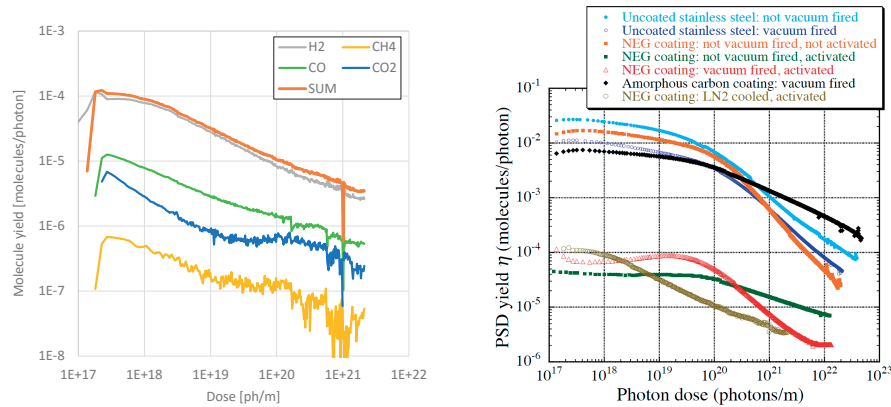 1E-3
1E-4
1E-5
1E-6
1E-7
1E-8
Molecule yield [molecules/photon]
H2
CH4
CO
CO2
SUM
1E+17
1E+18
1E+19
1E+20
1E+21
1E+22
Dose [ph/m]
Uncoated stainless steel: not vacuum fired
Uncoated stainless steel: vacuum fired
NEG coating: not vacuum fired, not activated
NEG coating: not vacuum fired, activated
NEG coating: vacuum fired, activated
Amorphous carbon coating: vacuum fired
NEG coating: LN2 cooled, activated
10⁻¹
10⁻²
10⁻³
10⁻⁴
10⁻⁵
10⁻⁶
PSD yield η (molecules/photon)
10¹⁷
10¹⁸
10¹⁹
10²⁰
10²¹
10²²
10²³
Photon dose (photons/m)